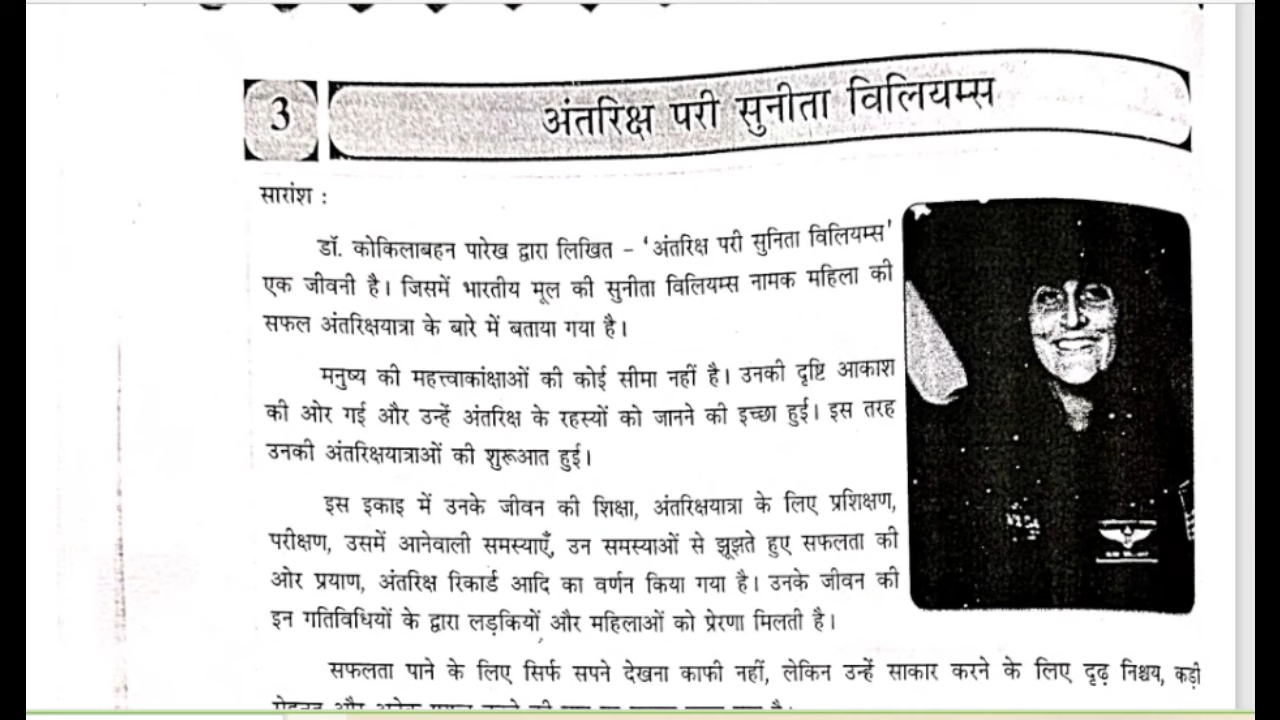 3
अंतरिक्ष परी सुनीता विलियम्स
सारांश :
डॉ. कोकिलाबहन पारेख द्वारा लिखित – 'अंतरिक्ष परी सुनिता विलियम्स'
एक जीवनी है। जिसमें भारतीय मूल की सुनीता विलियम्स नामक महिला की
सफल अंतरिक्षयात्रा के बारे में बताया गया है।
मनुष्य की महत्त्वाकांक्षाओं की कोई सीमा नहीं है। उनकी दृष्टि आकाश
की ओर गई और उन्हें अंतरिक्ष के रहस्यों को जानने की इच्छा हुई। इस तरह
उनकी अंतरिक्षयात्राओं की शुरूआत हुई।
इस इकाइ में उनके जीवन की शिक्षा, अंतरिक्षयात्रा के लिए प्रशिक्षण,
परीक्षण, उसमें आनेवाली समस्याएँ, उन समस्याओं से झूझते हुए सफलता की
ओर प्रयाण, अंतरिक्ष रिकार्ड आदि का वर्णन किया गया है। उनके जीवन की
इन गतिविधियों के द्वारा लड़कियों और महिलाओं को प्रेरणा मिलती है।
सफलता पाने के लिए सिर्फ सपने देखना काफी नहीं, लेकिन उन्हें साकार करने के लिए दृढ़ निश्चय, कड़ी